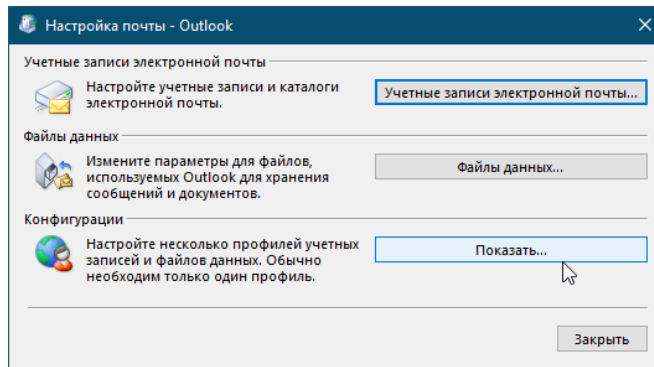 Настройка почты - Outlook
Учетные записи электронной почты
Настройте учетные записи и каталоги
электронной почты.
Учетные записи электронной почты...
Файлы данных
Измените параметры для файлов,
используемых Outlook для хранения
сообщений и документов.
Файлы данных...
Конфигурации
Настройте несколько профилей учетных
записей и файлов данных. Обычно
необходим только один профиль.
Показать...
Закрыть